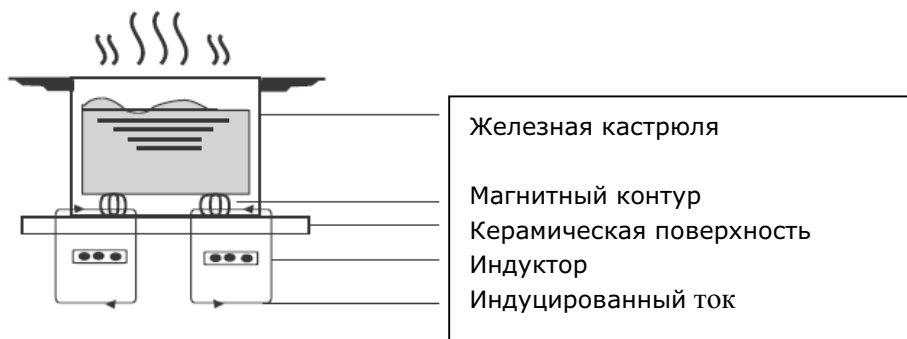 Железная кастрюля
Магнитный контур
Керамическая поверхность
Индуктор
Индуцированный ток